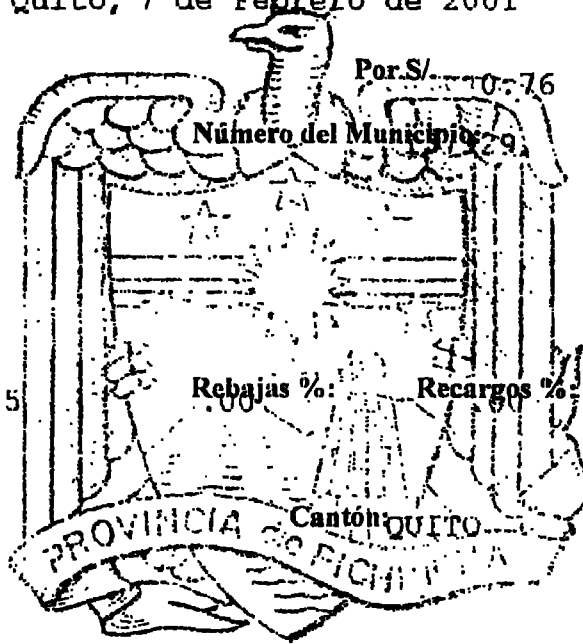 Quito, 7 de Febrero de 2001
Por S/. 0.76
Número del Municipio:
5 Rebajas %: .00 Recargos %:
Cantón: QUITO
PROVINCIA de PICHINCHA